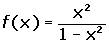 f(x) = x² / (1 - x²)